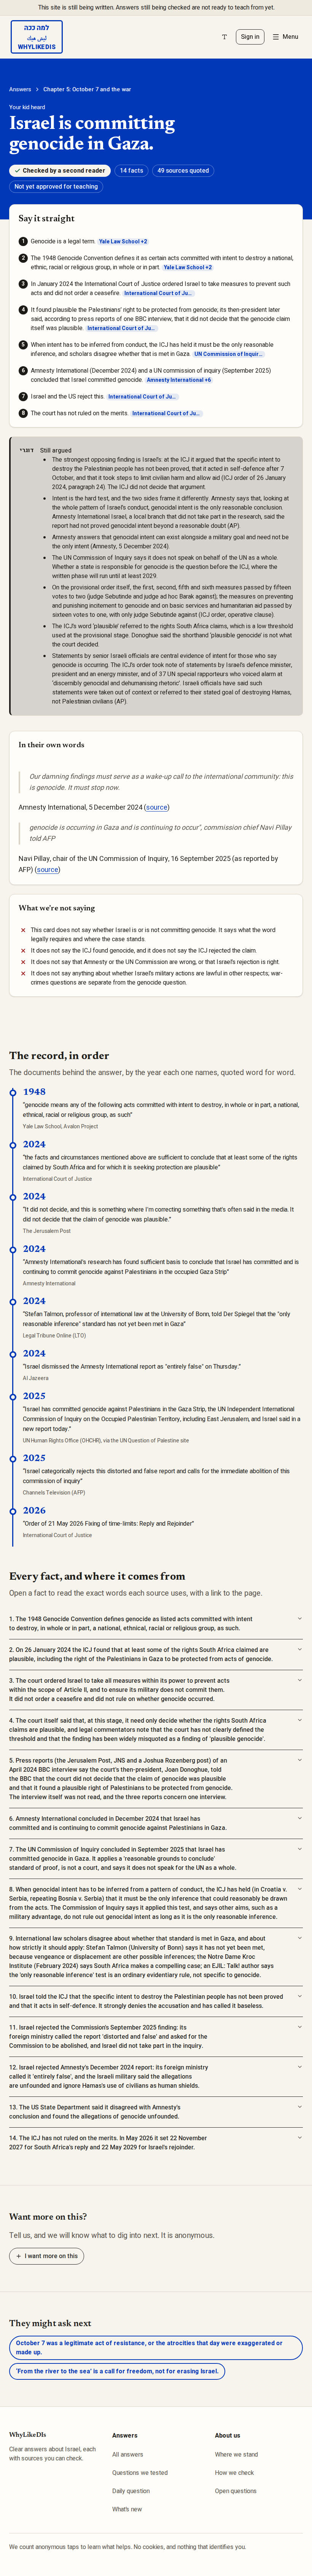 This site is still being written. Answers still being checked are not ready to teach from yet.
למה ככה
ليش هيك
WHYLIKEDIS
Sign in
Menu
Answers
Chapter 5: October 7 and the war
Your kid heard
Israel is committing
genocide in Gaza.
Checked by a second reader
14 facts
49 sources quoted
Not yet approved for teaching
Say it straight
1 Genocide is a legal term. Yale Law School +2
2 The 1948 Genocide Convention defines it as certain acts committed with an intent to destroy a national,
ethnic, racial or religious group, in whole or in part. Yale Law School +2
3 In January 2024 the International Court of Justice ordered Israel to take measures to prevent such
acts and did not order a ceasefire. International Court of Ju…
4 It found plausible the Palestinians' right to be protected from genocide; its then-president later
said, according to press reports of one BBC interview, that it did not decide that the genocide claim
itself was plausible. International Court of Ju…
5 When intent has to be inferred from conduct, the ICJ has held it must be the only reasonable
inference, and scholars disagree whether that is met in Gaza. UN Commission of Inquir…
6 Amnesty International (December 2024) and a UN commission of inquiry (September 2025)
concluded that Israel committed genocide. Amnesty International +6
7 Israel and the US reject this. International Court of Ju…
8 The court has not ruled on the merits. International Court of Ju…
Still argued
The strongest opposing finding is Israel's: at the ICJ it argued that the specific intent to
destroy the Palestinian people has not been proved, that it acted in self-defence after 7
October, and that it took steps to limit civilian harm and allow aid (ICJ order of 26 January
2024, paragraph 24). The ICJ did not decide that argument.
Intent is the hard test, and the two sides frame it differently. Amnesty says that, looking at
the whole pattern of Israel's conduct, genocidal intent is the only reasonable conclusion.
Amnesty International Israel, a local branch that did not take part in the research, said the
report had not proved genocidal intent beyond a reasonable doubt (AP).
Amnesty answers that genocidal intent can exist alongside a military goal and need not be
the only intent (Amnesty, 5 December 2024).
The UN Commission of Inquiry says it does not speak on behalf of the UN as a whole.
Whether a state is responsible for genocide is the question before the ICJ, where the
written phase will run until at least 2029.
On the provisional order itself, the first, second, fifth and sixth measures passed by fifteen
votes to two (judge Sebutinde and judge ad hoc Barak against); the measures on preventing
and punishing incitement to genocide and on basic services and humanitarian aid passed by
sixteen to one, with only judge Sebutinde against (ICJ order, operative clause).
The ICJ's word 'plausible' referred to the rights South Africa claims, which is a low threshold
used at the provisional stage. Donoghue said the shorthand 'plausible genocide' is not what
the court decided.
Statements by senior Israeli officials are central evidence of intent for those who say
genocide is occurring. The ICJ's order took note of statements by Israel's defence minister,
president and an energy minister, and of 37 UN special rapporteurs who voiced alarm at
'discernibly genocidal and dehumanising rhetoric'. Israeli officials have said such
statements were taken out of context or referred to their stated goal of destroying Hamas,
not Palestinian civilians (AP).
In their own words
Our damning findings must serve as a wake-up call to the international community: this
is genocide. It must stop now.
Amnesty International, 5 December 2024 (source)
genocide is occurring in Gaza and is continuing to occur", commission chief Navi Pillay
told AFP
Navi Pillay, chair of the UN Commission of Inquiry, 16 September 2025 (as reported by
AFP) (source)
What we're not saying
This card does not say whether Israel is or is not committing genocide. It says what the word
legally requires and where the case stands.
It does not say the ICJ found genocide, and it does not say the ICJ rejected the claim.
It does not say that Amnesty or the UN Commission are wrong, or that Israel's rejection is right.
It does not say anything about whether Israel's military actions are lawful in other respects; war-
crimes questions are separate from the genocide question.
The record, in order
The documents behind the answer, by the year each one names, quoted word for word.
1948
"genocide means any of the following acts committed with intent to destroy, in whole or in part, a national,
ethnical, racial or religious group, as such"
Yale Law School, Avalon Project
2024
"the facts and circumstances mentioned above are sufficient to conclude that at least some of the rights
claimed by South Africa and for which it is seeking protection are plausible"
International Court of Justice
2024
"It did not decide, and this is something where I'm correcting something that's often said in the media. It
did not decide that the claim of genocide was plausible."
The Jerusalem Post
2024
"Amnesty International's research has found sufficient basis to conclude that Israel has committed and is
continuing to commit genocide against Palestinians in the occupied Gaza Strip"
Amnesty International
2024
"Stefan Talmon, professor of international law at the University of Bonn, told Der Spiegel that the "only
reasonable inference" standard has not yet been met in Gaza"
Legal Tribune Online (LTO)
2024
"Israel dismissed the Amnesty International report as "entirely false" on Thursday."
Al Jazeera
2025
"Israel has committed genocide against Palestinians in the Gaza Strip, the UN Independent International
Commission of Inquiry on the Occupied Palestinian Territory, including East Jerusalem, and Israel said in a
new report today."
UN Human Rights Office (OHCHR), via the UN Question of Palestine site
2025
"Israel categorically rejects this distorted and false report and calls for the immediate abolition of this
commission of inquiry"
Channels Television (AFP)
2026
"Order of 21 May 2026 Fixing of time-limits: Reply and Rejoinder"
International Court of Justice
Every fact, and where it comes from
Open a fact to read the exact words each source uses, with a link to the page.
1. The 1948 Genocide Convention defines genocide as listed acts committed with intent
to destroy, in whole or in part, a national, ethnical, racial or religious group, as such.
2. On 26 January 2024 the ICJ found that at least some of the rights South Africa claimed are
plausible, including the right of the Palestinians in Gaza to be protected from acts of genocide.
3. The court ordered Israel to take all measures within its power to prevent acts
within the scope of Article II, and to ensure its military does not commit them.
It did not order a ceasefire and did not rule on whether genocide occurred.
4. The court itself said that, at this stage, it need only decide whether the rights South Africa
claims are plausible, and legal commentators note that the court has not clearly defined the
threshold and that the finding has been widely misquoted as a finding of 'plausible genocide'.
5. Press reports (the Jerusalem Post, JNS and a Joshua Rozenberg post) of an
April 2024 BBC interview say the court's then-president, Joan Donoghue, told
the BBC that the court did not decide that the claim of genocide was plausible
and that it found a plausible right of Palestinians to be protected from genocide.
The interview itself was not read, and the three reports concern one interview.
6. Amnesty International concluded in December 2024 that Israel has
committed and is continuing to commit genocide against Palestinians in Gaza.
7. The UN Commission of Inquiry concluded in September 2025 that Israel has
committed genocide in Gaza. It applies a 'reasonable grounds to conclude'
standard of proof, is not a court, and says it does not speak for the UN as a whole.
8. When genocidal intent has to be inferred from a pattern of conduct, the ICJ has held (in Croatia v.
Serbia, repeating Bosnia v. Serbia) that it must be the only inference that could reasonably be drawn
from the acts. The Commission of Inquiry says it applied this test, and says other aims, such as a
military advantage, do not rule out genocidal intent as long as it is the only reasonable inference.
9. International law scholars disagree about whether that standard is met in Gaza, and about
how strictly it should apply: Stefan Talmon (University of Bonn) says it has not yet been met,
because vengeance or displacement are other possible inferences; the Notre Dame Kroc
Institute (February 2024) says South Africa makes a compelling case; an EJIL: Talk! author says
the 'only reasonable inference' test is an ordinary evidentiary rule, not specific to genocide.
10. Israel told the ICJ that the specific intent to destroy the Palestinian people has not been proved
and that it acts in self-defence. It strongly denies the accusation and has called it baseless.
11. Israel rejected the Commission's September 2025 finding: its
foreign ministry called the report 'distorted and false' and asked for the
Commission to be abolished, and Israel did not take part in the inquiry.
12. Israel rejected Amnesty's December 2024 report: its foreign ministry
called it 'entirely false', and the Israeli military said the allegations
are unfounded and ignore Hamas's use of civilians as human shields.
13. The US State Department said it disagreed with Amnesty's
conclusion and found the allegations of genocide unfounded.
14. The ICJ has not ruled on the merits. In May 2026 it set 22 November
2027 for South Africa's reply and 22 May 2029 for Israel's rejoinder.
Want more on this?
Tell us, and we will know what to dig into next. It is anonymous.
+ I want more on this
They might ask next
October 7 was a legitimate act of resistance, or the atrocities that day were exaggerated or
made up.
'From the river to the sea' is a call for freedom, not for erasing Israel.
WhyLikeDIs
Clear answers about Israel, each
with sources you can check.
Answers
All answers
Questions we tested
Daily question
What's new
About us
Where we stand
How we check
Open questions
We count anonymous taps to learn what helps. No cookies, and nothing that identifies you.